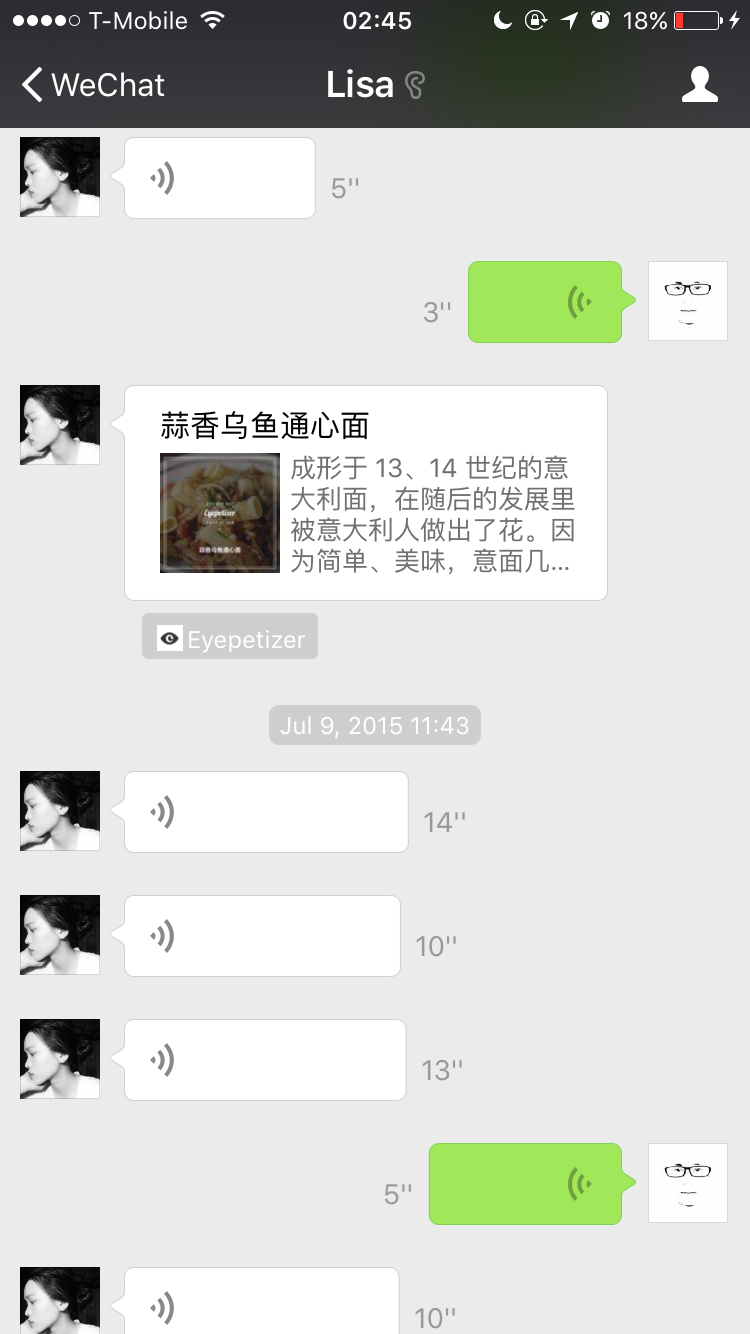 T-Mobile 02:45 18%
WeChat Lisa
5''
3''
蒜香乌鱼通心面
成形于 13、14 世纪的意
大利面，在随后的发展里
被意大利人做出了花。因
为简单、美味，意面几...
Eyepetizer
蒜香乌鱼通心面
Eyepetizer
Jul 9, 2015 11:43
14''
10''
13''
5''
10''